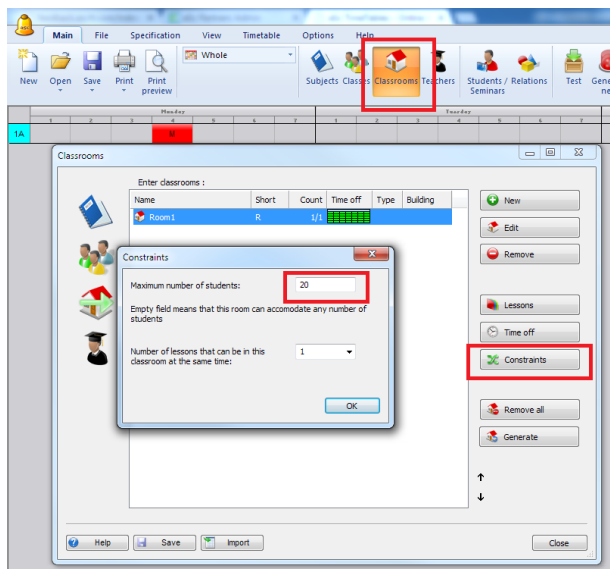 Main File Specification View Timetable Options Help
Whole
New Open Save Print Print preview Subjects Classes Classrooms Teachers Students / Seminars Relations Test
Monday Tuesday
1 2 3 4 5 6 7 1 2 3 4 5 6 7
1A M
Classrooms
Enter classrooms :
Name Short Count Time off Type Building
Room1 R 1/1
New
Edit
Remove
Lessons
Time off
Constraints
Remove all
Generate
Constraints
Maximum number of students: 20
Empty field means that this room can accomodate any number of
students
Number of lessons that can be in this
classroom at the same time: 1
OK
Help Save Import Close